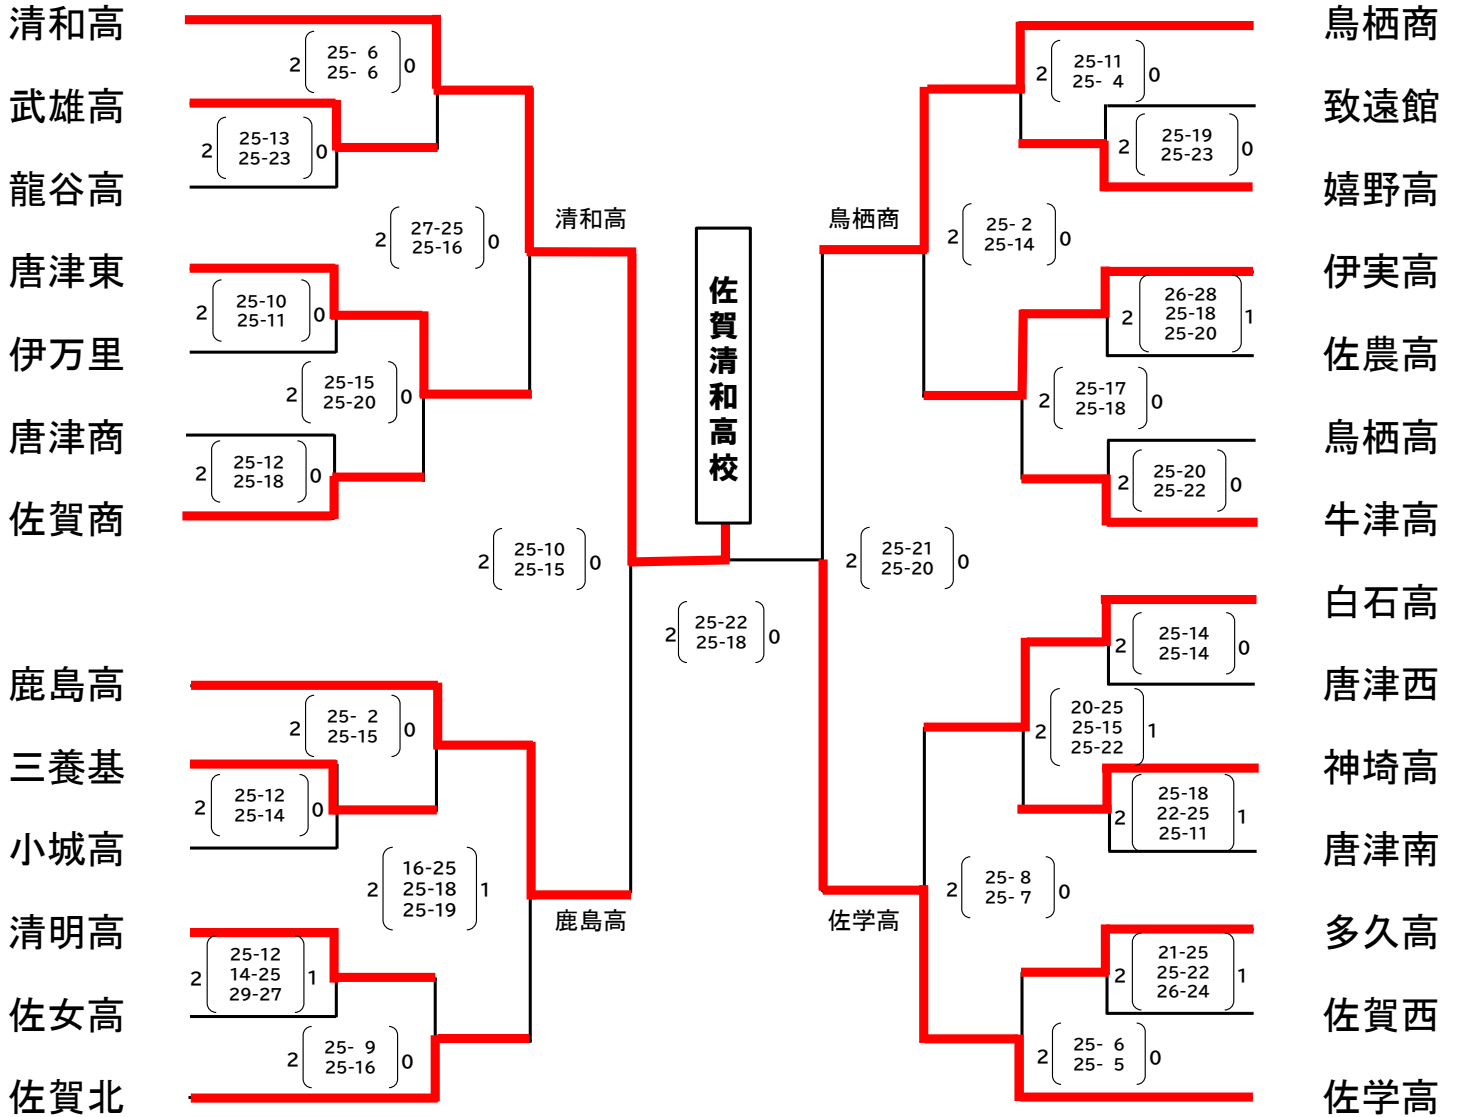 清和高
武雄高
龍谷高
唐津東
伊万里
唐津商
佐賀商
鹿島高
三養基
小城高
清明高
佐女高
佐賀北
2 25- 6 0
25- 6
2 25-13 0
25-23
2 27-25 0
25-16
2 25-10 0
25-11
2 25-15 0
25-20
2 25-12 0
25-18
2 25-10 0
25-15
2 25- 2 0
25-15
2 25-12 0
25-14
16-25
2 25-18 1
25-19
25-12
2 14-25 1
29-27
2 25- 9 0
25-16
清和高
鹿島高
佐賀清和高校
2 25-22 0
25-18
鳥栖商
佐学高
2 25-11 0
25- 4
2 25-19 0
25-23
2 25- 2 0
25-14
26-28
2 25-18 1
25-20
2 25-17 0
25-18
2 25-20 0
25-22
2 25-21 0
25-20
2 25-14 0
25-14
20-25
2 25-15 1
25-22
25-18
2 22-25 1
25-11
2 25- 8 0
25- 7
21-25
2 25-22 1
26-24
2 25- 6 0
25- 5
鳥栖商
致遠館
嬉野高
伊実高
佐農高
鳥栖高
牛津高
白石高
唐津西
神埼高
唐津南
多久高
佐賀西
佐学高